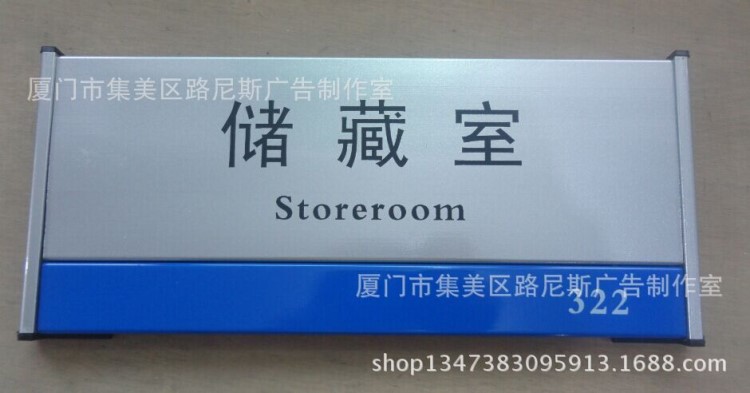 厦门市集美区路尼斯广告制作室
储藏室
Storeroom
厦门市集美区路尼斯广告制作室
322
shop1347383095913.1688.com